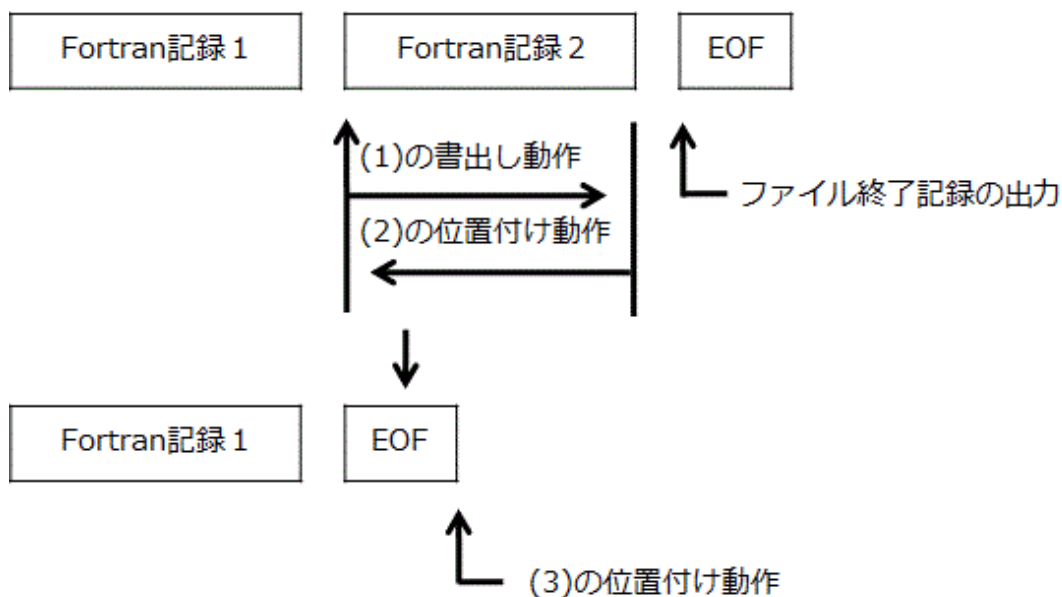 Fortran記録１
Fortran記録２
EOF
(1)の書出し動作
ファイル終了記録の出力
(2)の位置付け動作
Fortran記録１
EOF
(3)の位置付け動作